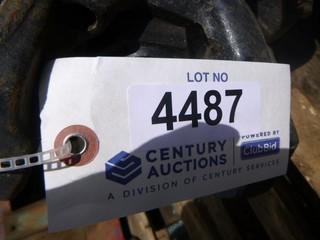 LOT NO
4487
POWERED BY
ClubBid
CENTURY
AUCTIONS
A DIVISION OF CENTURY SERVICES